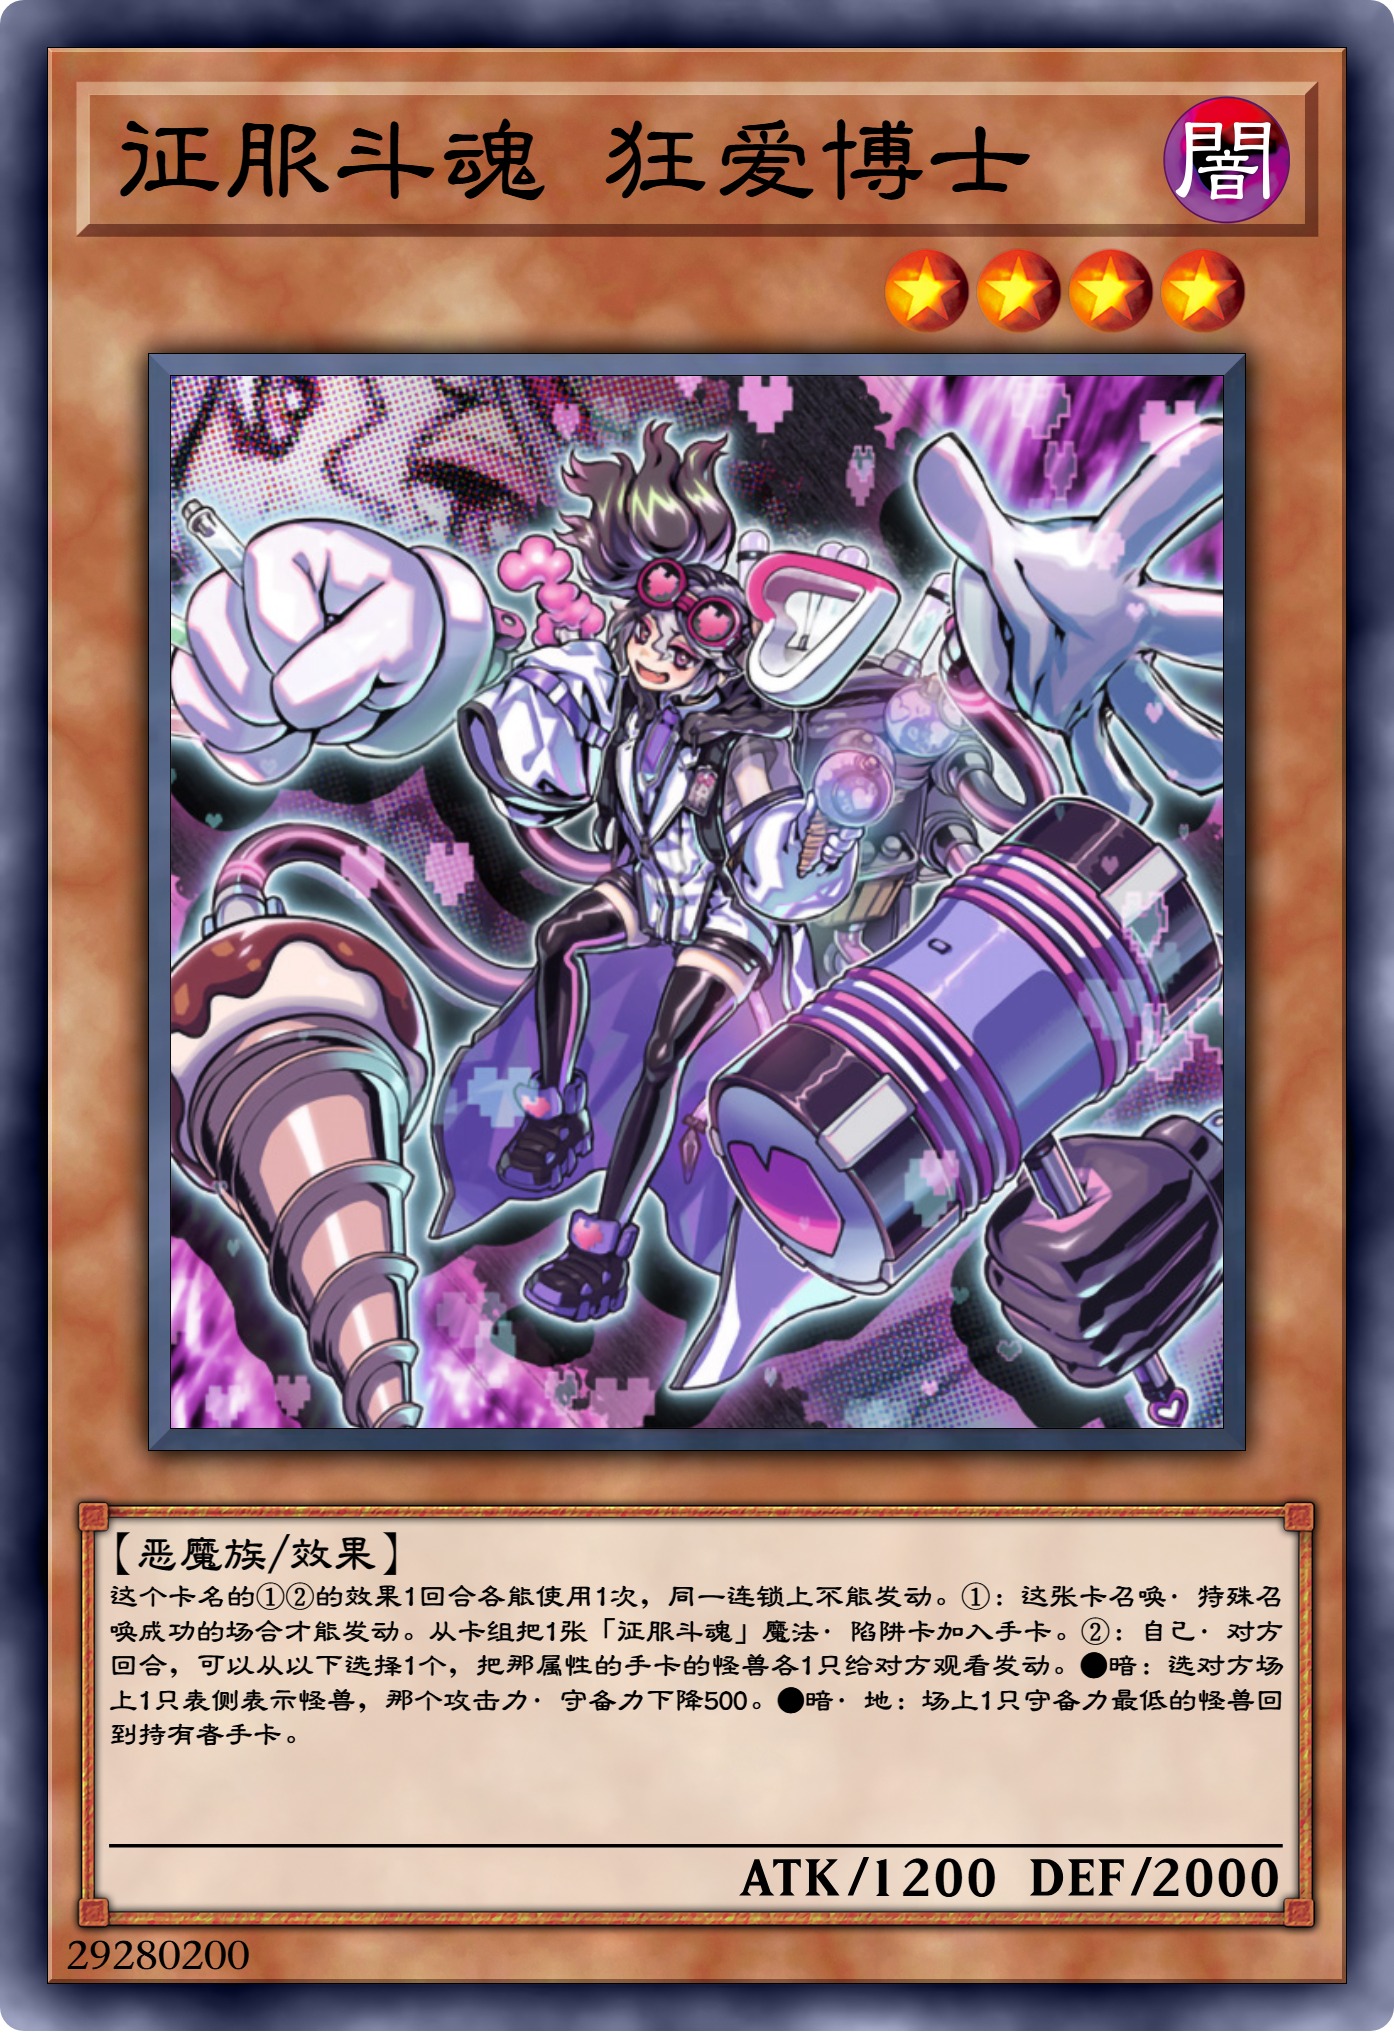 征服斗魂 狂爱博士
闇
【恶魔族/效果】
这个卡名的①②的效果1回合各能使用1次，同一连锁上不能发动。①：这张卡召唤·特殊召
唤成功的场合才能发动。从卡组把1张「征服斗魂」魔法·陷阱卡加入手卡。②：自己·对方
回合，可以从以下选择1个，把那属性的手卡的怪兽各1只给对方观看发动。●暗：选对方场
上1只表侧表示怪兽，那个攻击力·守备力下降500。●暗·地：场上1只守备力最低的怪兽回
到持有者手卡。
ATK/1200 DEF/2000
29280200